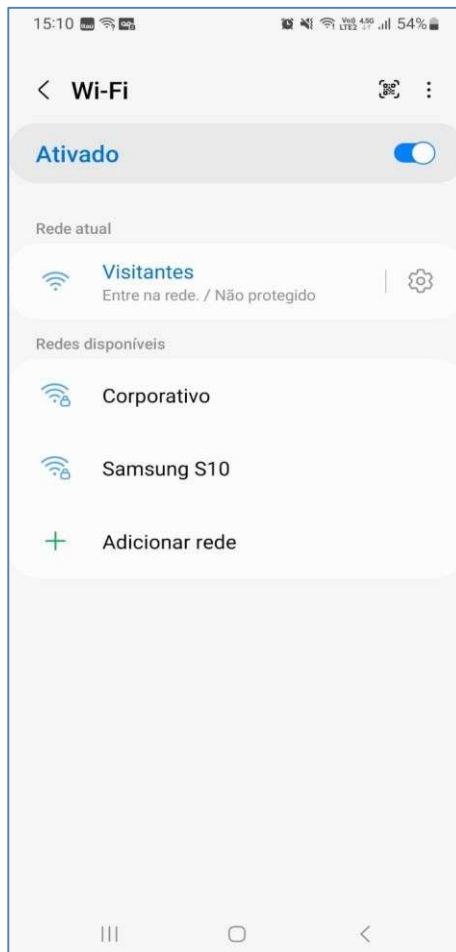 15:10 54%
Wi-Fi
Ativado
Rede atual
Visitantes
Entre na rede. / Não protegido
Redes disponíveis
Corporativo
Samsung S10
Adicionar rede